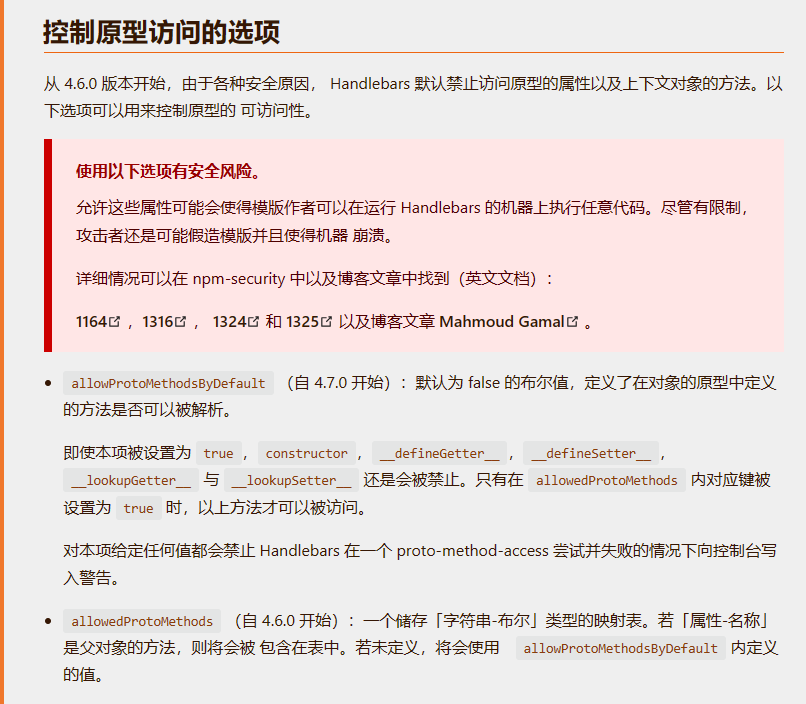 控制原型访问的选项
从 4.6.0 版本开始，由于各种安全原因， Handlebars 默认禁止访问原型的属性以及上下文对象的方法。以
下选项可以用来控制原型的 可访问性。
使用以下选项有安全风险。
允许这些属性可能会使得模版作者可以在运行 Handlebars 的机器上执行任意代码。尽管有限制，
攻击者还是可能假造模版并且使得机器 崩溃。
详细情况可以在 npm-security 中以及博客文章中找到（英文文档）：
1164 ，1316 ， 1324 和 1325 以及博客文章 Mahmoud Gamal 。
• allowProtoMethodsByDefault （自 4.7.0 开始）：默认为 false 的布尔值，定义了在对象的原型中定义
的方法是否可以被解析。
即使本项被设置为 true ，constructor ，__defineGetter__ ，__defineSetter__ ，
__lookupGetter__ 与 __lookupSetter__ 还是会被禁止。只有在 allowedProtoMethods 内对应键被
设置为 true 时，以上方法才可以被访问。
对本项给定任何值都会禁止 Handlebars 在一个 proto-method-access 尝试并失败的情况下向控制台写
入警告。
• allowedProtoMethods （自 4.6.0 开始）：一个储存「字符串-布尔」类型的映射表。若「属性-名称」
是父对象的方法，则将会被 包含在表中。若未定义，将会使用 allowProtoMethodsByDefault 内定义
的值。